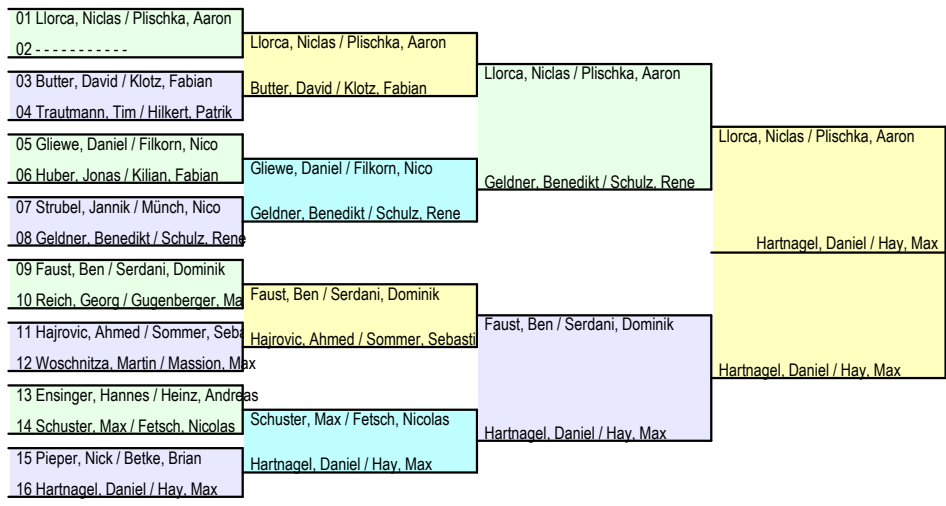 01 Llorca, Niclas / Plischka, Aaron
02 - - - - - - - - - - -
03 Butter, David / Klotz, Fabian
04 Trautmann, Tim / Hilkert, Patrik
05 Gliewe, Daniel / Filkorn, Nico
06 Huber, Jonas / Kilian, Fabian
07 Strubel, Jannik / Münch, Nico
08 Geldner, Benedikt / Schulz, Rene
09 Faust, Ben / Serdani, Dominik
10 Reich, Georg / Gugenberger, Ma
11 Hajrovic, Ahmed / Sommer, Seba
12 Woschnitza, Martin / Massion, Max
13 Ensinger, Hannes / Heinz, Andreas
14 Schuster, Max / Fetsch, Nicolas
15 Pieper, Nick / Betke, Brian
16 Hartnagel, Daniel / Hay, Max
Llorca, Niclas / Plischka, Aaron
Butter, David / Klotz, Fabian
Gliewe, Daniel / Filkorn, Nico
Geldner, Benedikt / Schulz, Rene
Faust, Ben / Serdani, Dominik
Hajrovic, Ahmed / Sommer, Sebasti
Schuster, Max / Fetsch, Nicolas
Hartnagel, Daniel / Hay, Max
Llorca, Niclas / Plischka, Aaron
Geldner, Benedikt / Schulz, Rene
Faust, Ben / Serdani, Dominik
Hartnagel, Daniel / Hay, Max
Llorca, Niclas / Plischka, Aaron
Hartnagel, Daniel / Hay, Max
Hartnagel, Daniel / Hay, Max